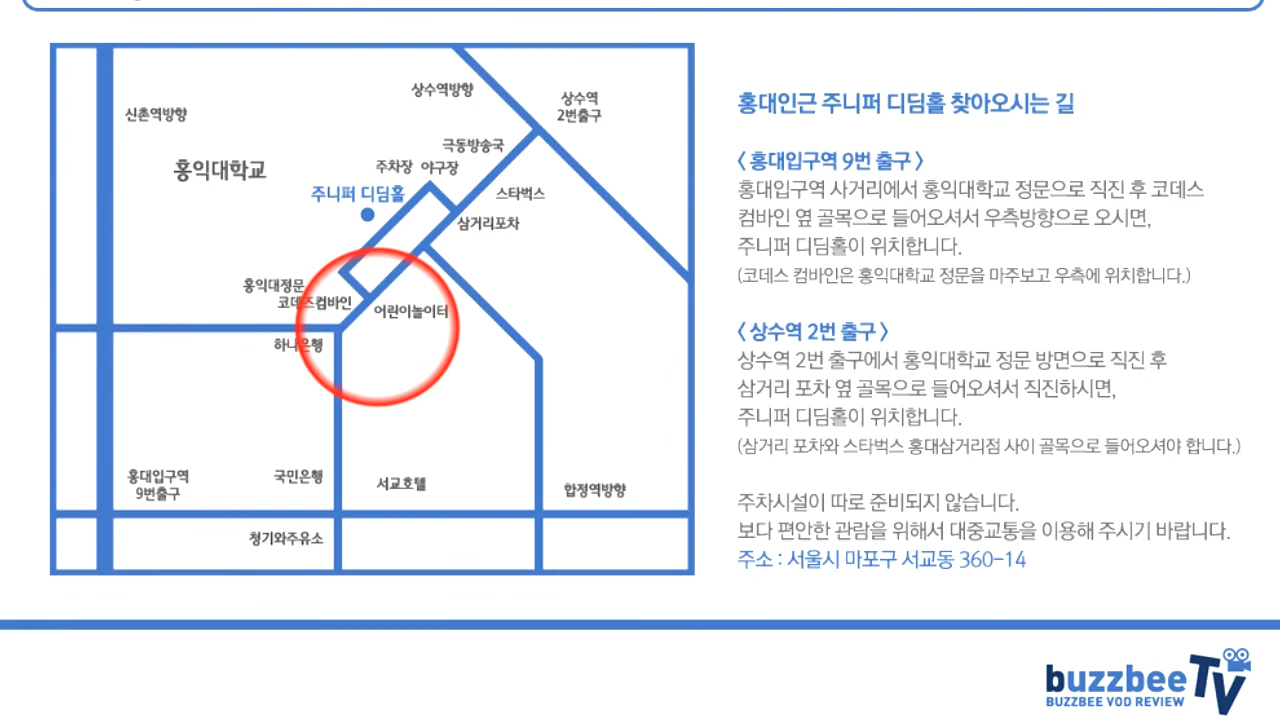 신촌역방향
홍익대학교
상수역방향
상수역
2번출구
극동방송국
주차장 야구장
주니퍼 디딤홀
스타벅스
삼거리포차
홍익대정문
코데즈컴바인
어린이놀이터
하나은행
홍대입구역
9번출구
국민은행
서교호텔
합정역방향
청기와주유소
홍대인근 주니퍼 디딤홀 찾아오시는 길
< 홍대입구역 9번 출구 >
홍대입구역 사거리에서 홍익대학교 정문으로 직진 후 코데스
컴바인 옆 골목으로 들어오셔서 우측방향으로 오시면,
주니퍼 디딤홀이 위치합니다.
(코데스 컴바인은 홍익대학교 정문을 마주보고 우측에 위치합니다.)
< 상수역 2번 출구 >
상수역 2번 출구에서 홍익대학교 정문 방면으로 직진 후
삼거리 포차 옆 골목으로 들어오셔서 직진하시면,
주니퍼 디딤홀이 위치합니다.
(삼거리 포차와 스타벅스 홍대삼거리점 사이 골목으로 들어오셔야 합니다.)
주차시설이 따로 준비되지 않습니다.
보다 편안한 관람을 위해서 대중교통을 이용해 주시기 바랍니다.
주소 : 서울시 마포구 서교동 360-14
buzzbee TV
BUZZBEE VOD REVIEW